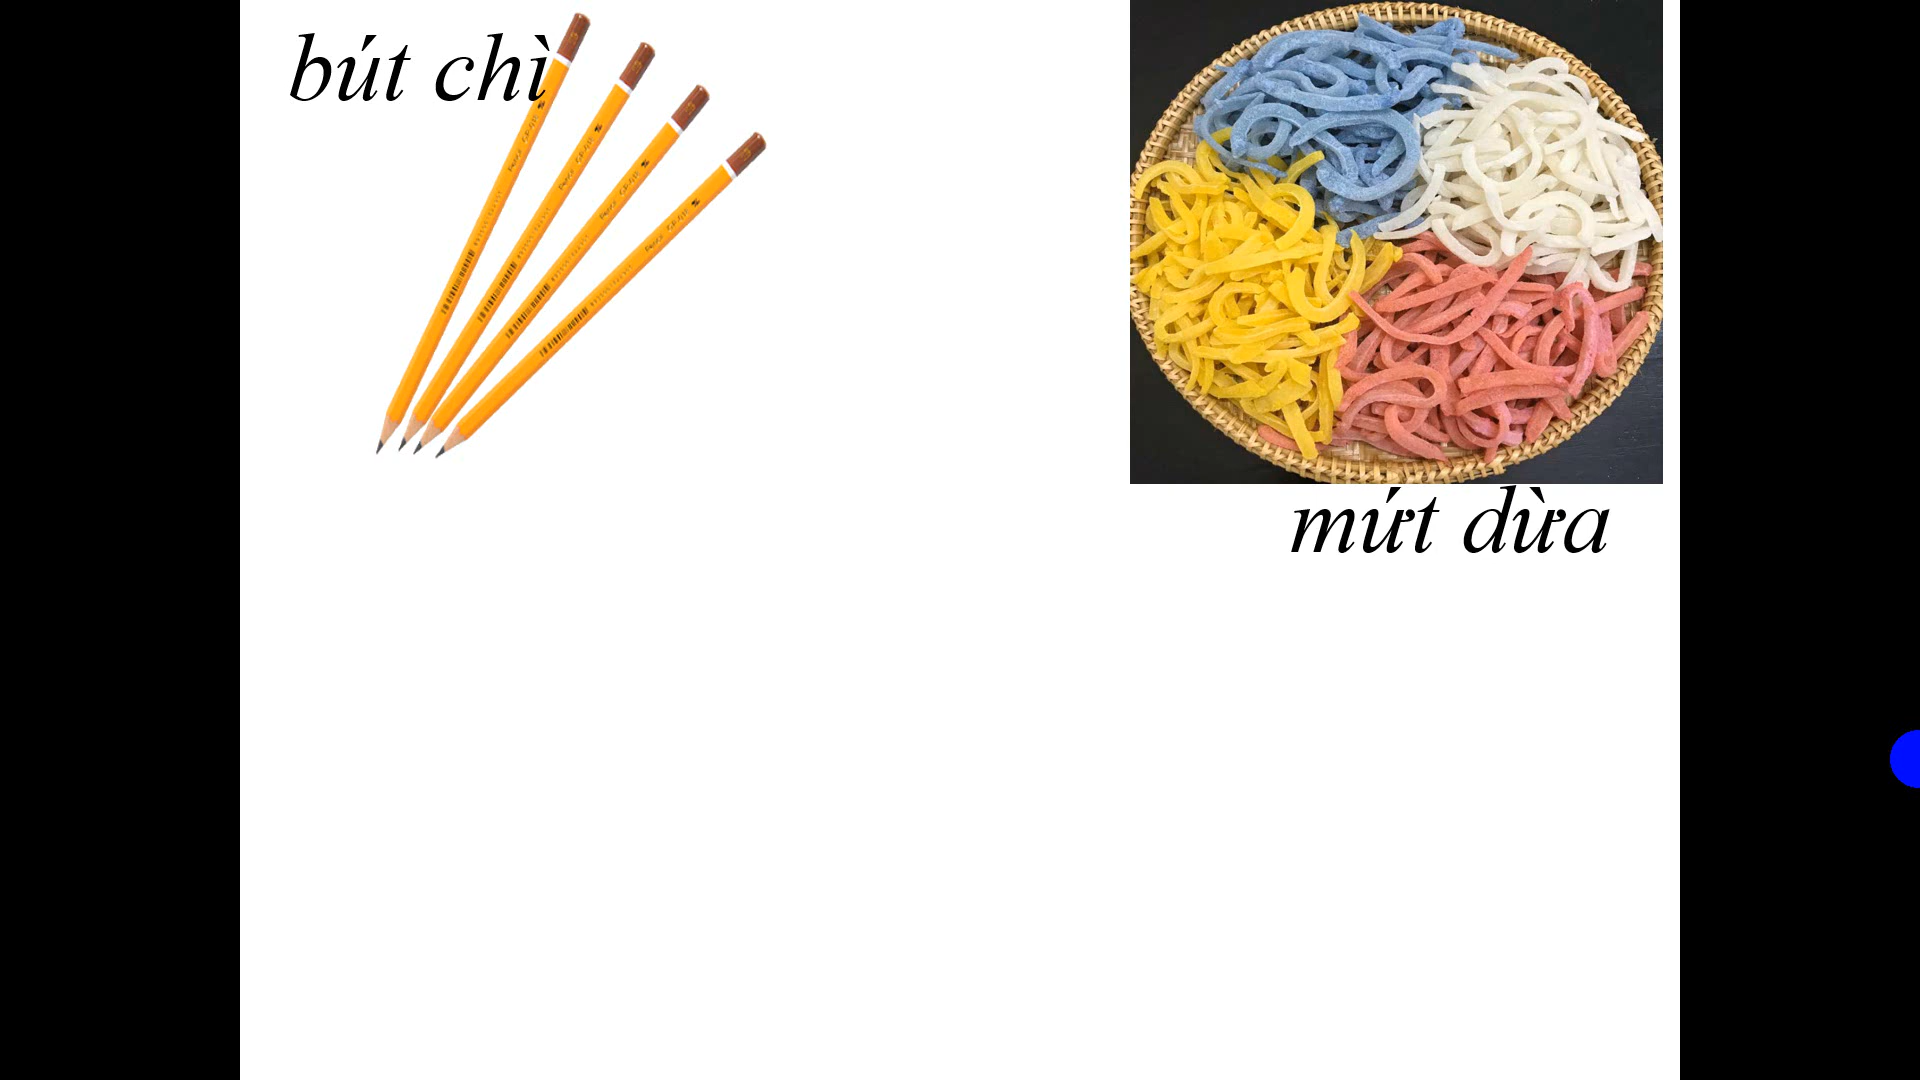 bút chì
mứt dừa